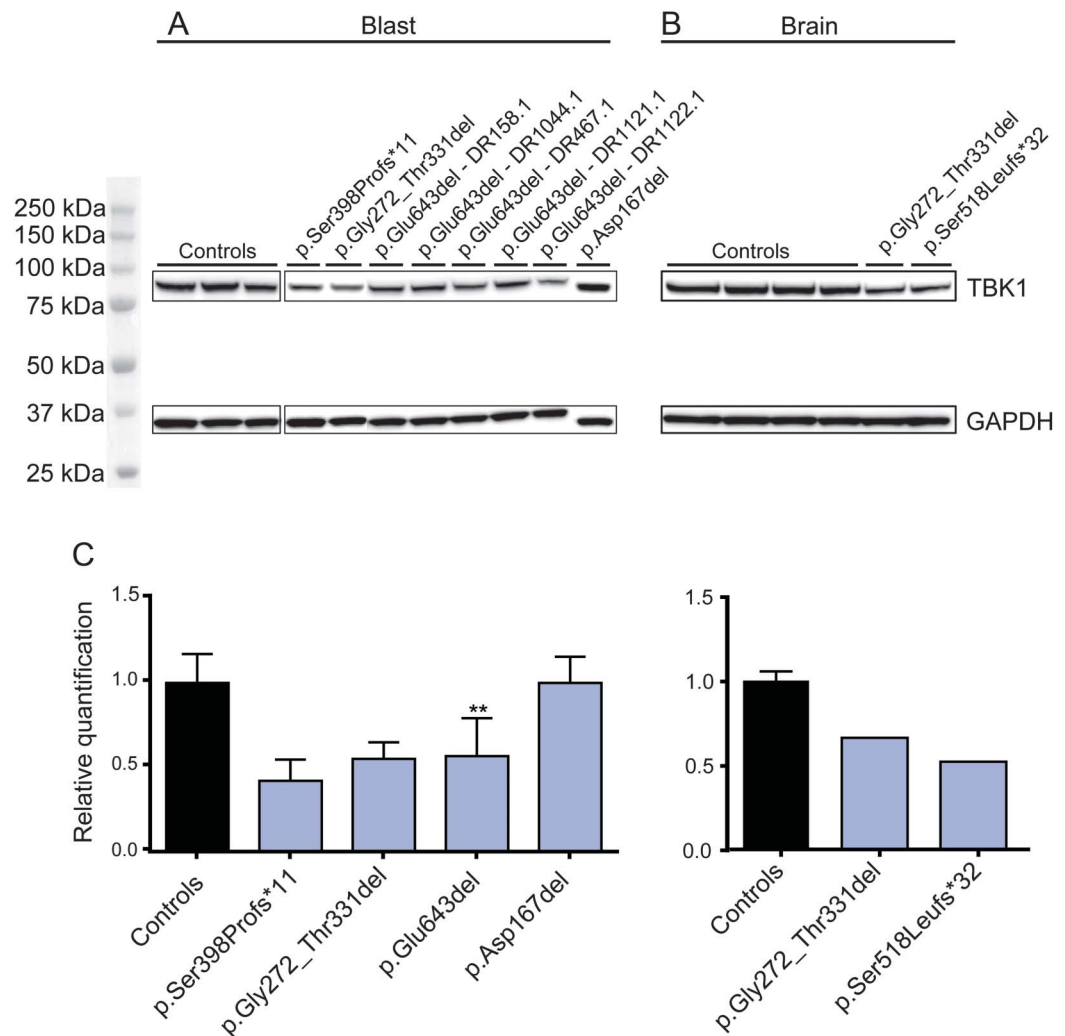 A
Blast
B
Brain
p.Ser398Profs*11
p.Gly272_Thr331del
p.Glu643del - DR158.1
p.Glu643del - DR1044.1
p.Glu643del - DR467.1
p.Glu643del - DR1121.1
p.Glu643del - DR1122.1
p.Asp167del
p.Gly272_Thr331del
p.Ser518Leufs*32
Controls
Controls
250 kDa
150 kDa
100 kDa
75 kDa
50 kDa
37 kDa
25 kDa
TBK1
GAPDH
C
Relative quantification
1.5
1.0
0.5
0.0
**
Controls
p.Ser398Profs*11
p.Gly272_Thr331del
p.Glu643del
p.Asp167del
1.5
1.0
0.5
0.0
Controls
p.Gly272_Thr331del
p.Ser518Leufs*32